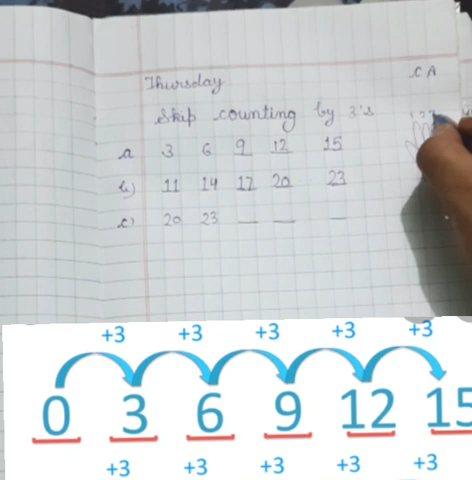 C A
Thursday
Skip counting by 3's
a 3 6 9 12 15
b) 11 14 17 20 23
c) 20 23 _ _ _
+3 +3 +3 +3 +3
0 3 6 9 12 15
+3 +3 +3 +3 +3